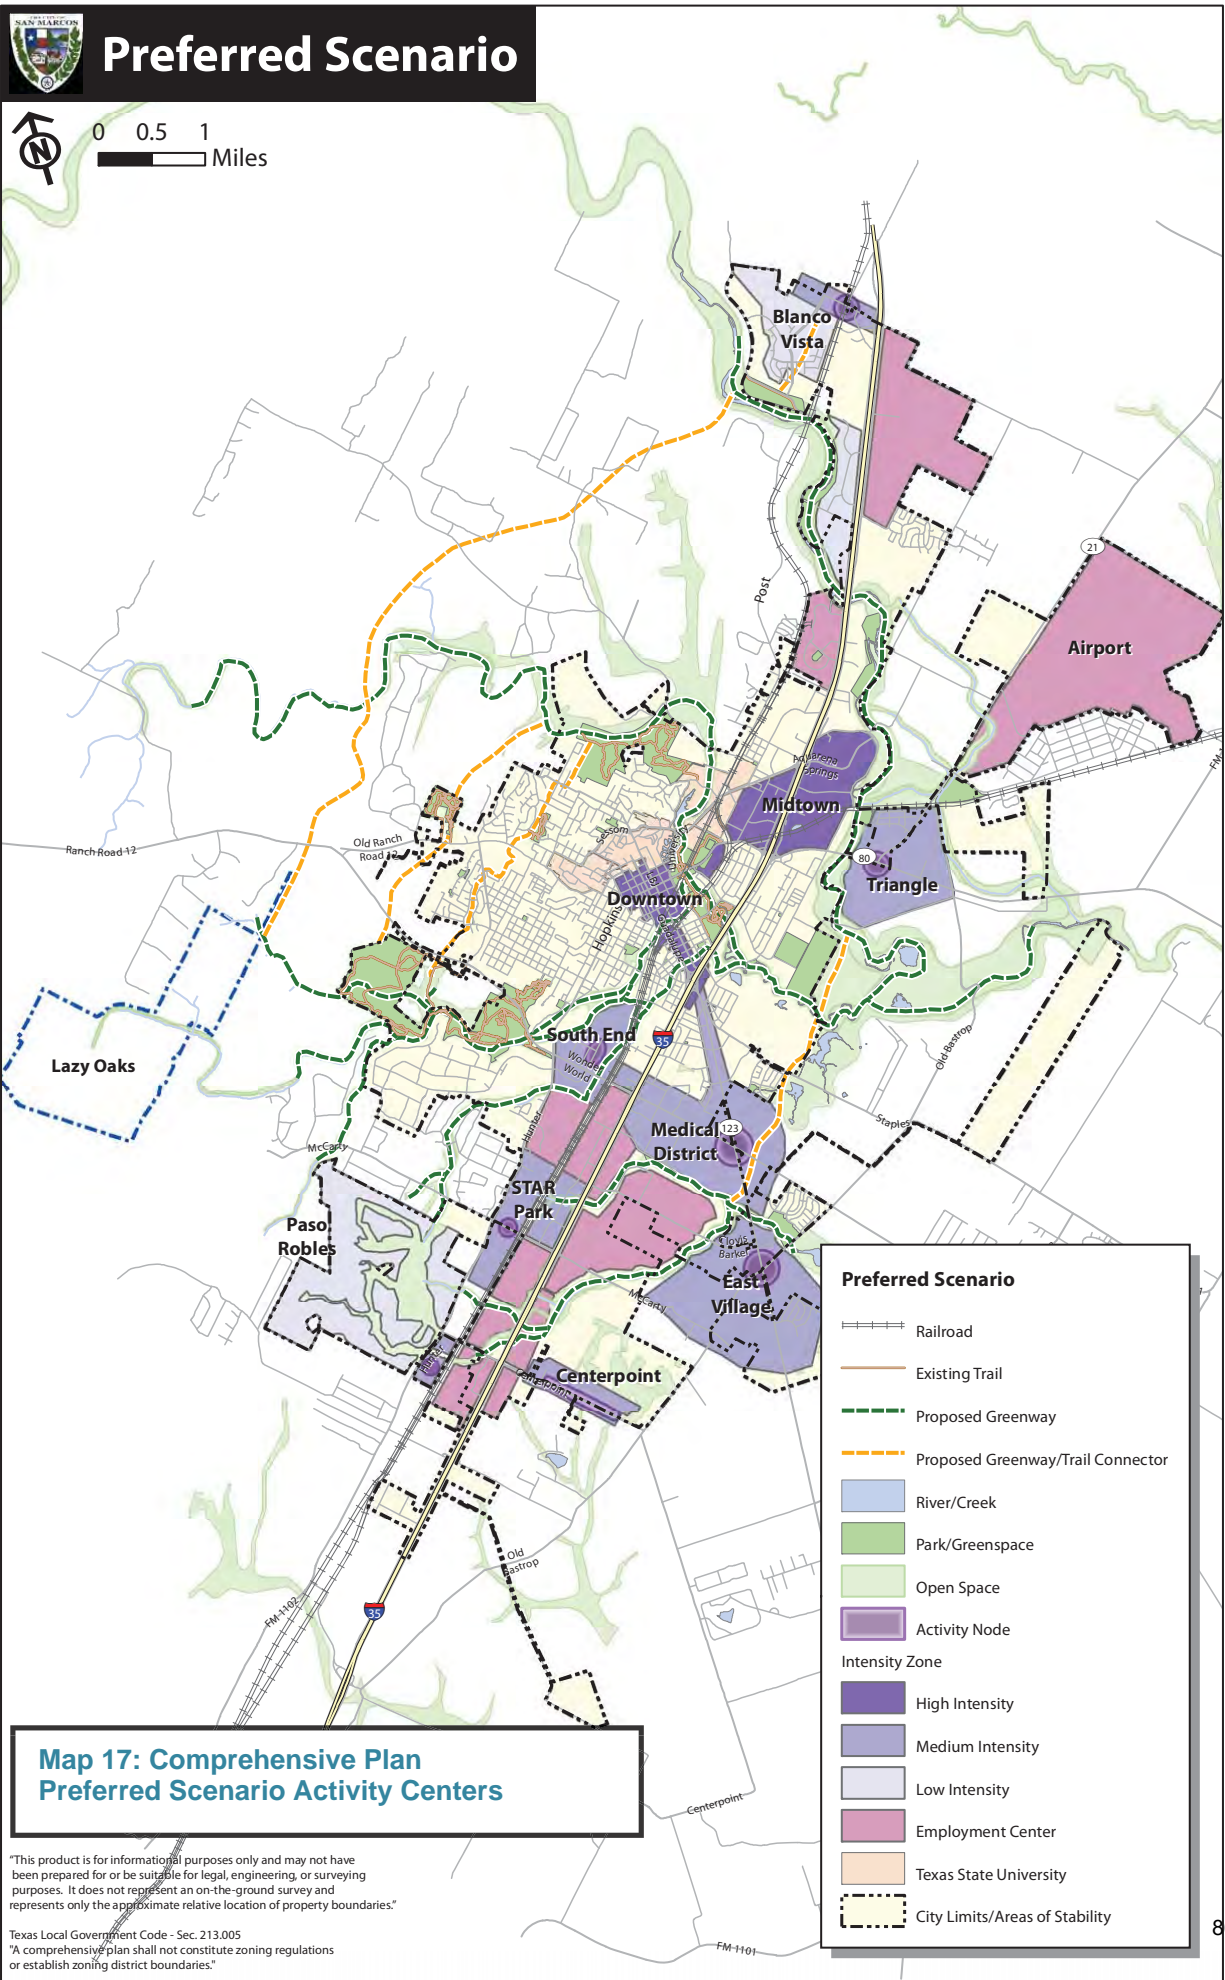 SAN MARCOS
Preferred Scenario
N
0 0.5 1
Miles
Blanco
Vista
21
Airport
Post
FM
Aquarena
Springs
Midtown
80
Triangle
Sessom
University
LBJ
Downtown
Hopkins
Guadalupe
Ranch Road 12
Old Ranch
Road 12
Lazy Oaks
South End
35
Wonder
World
Old Bastrop
Staples
Medical
District
123
Hunter
McCarty
STAR
Park
Paso
Robles
Clovis
Barker
East
Village
McCarty
Hunter
Centerpoint
Centerpoint
Old
Bastrop
FM 1102
35
Preferred Scenario
Railroad
Existing Trail
Proposed Greenway
Proposed Greenway/Trail Connector
River/Creek
Park/Greenspace
Open Space
Activity Node
Intensity Zone
High Intensity
Medium Intensity
Low Intensity
Employment Center
Texas State University
City Limits/Areas of Stability
Map 17: Comprehensive Plan
Preferred Scenario Activity Centers
Centerpoint
FM 1101
8
"This product is for informational purposes only and may not have
been prepared for or be suitable for legal, engineering, or surveying
purposes. It does not represent an on-the-ground survey and
represents only the approximate relative location of property boundaries."
Texas Local Government Code - Sec. 213.005
"A comprehensive plan shall not constitute zoning regulations
or establish zoning district boundaries."